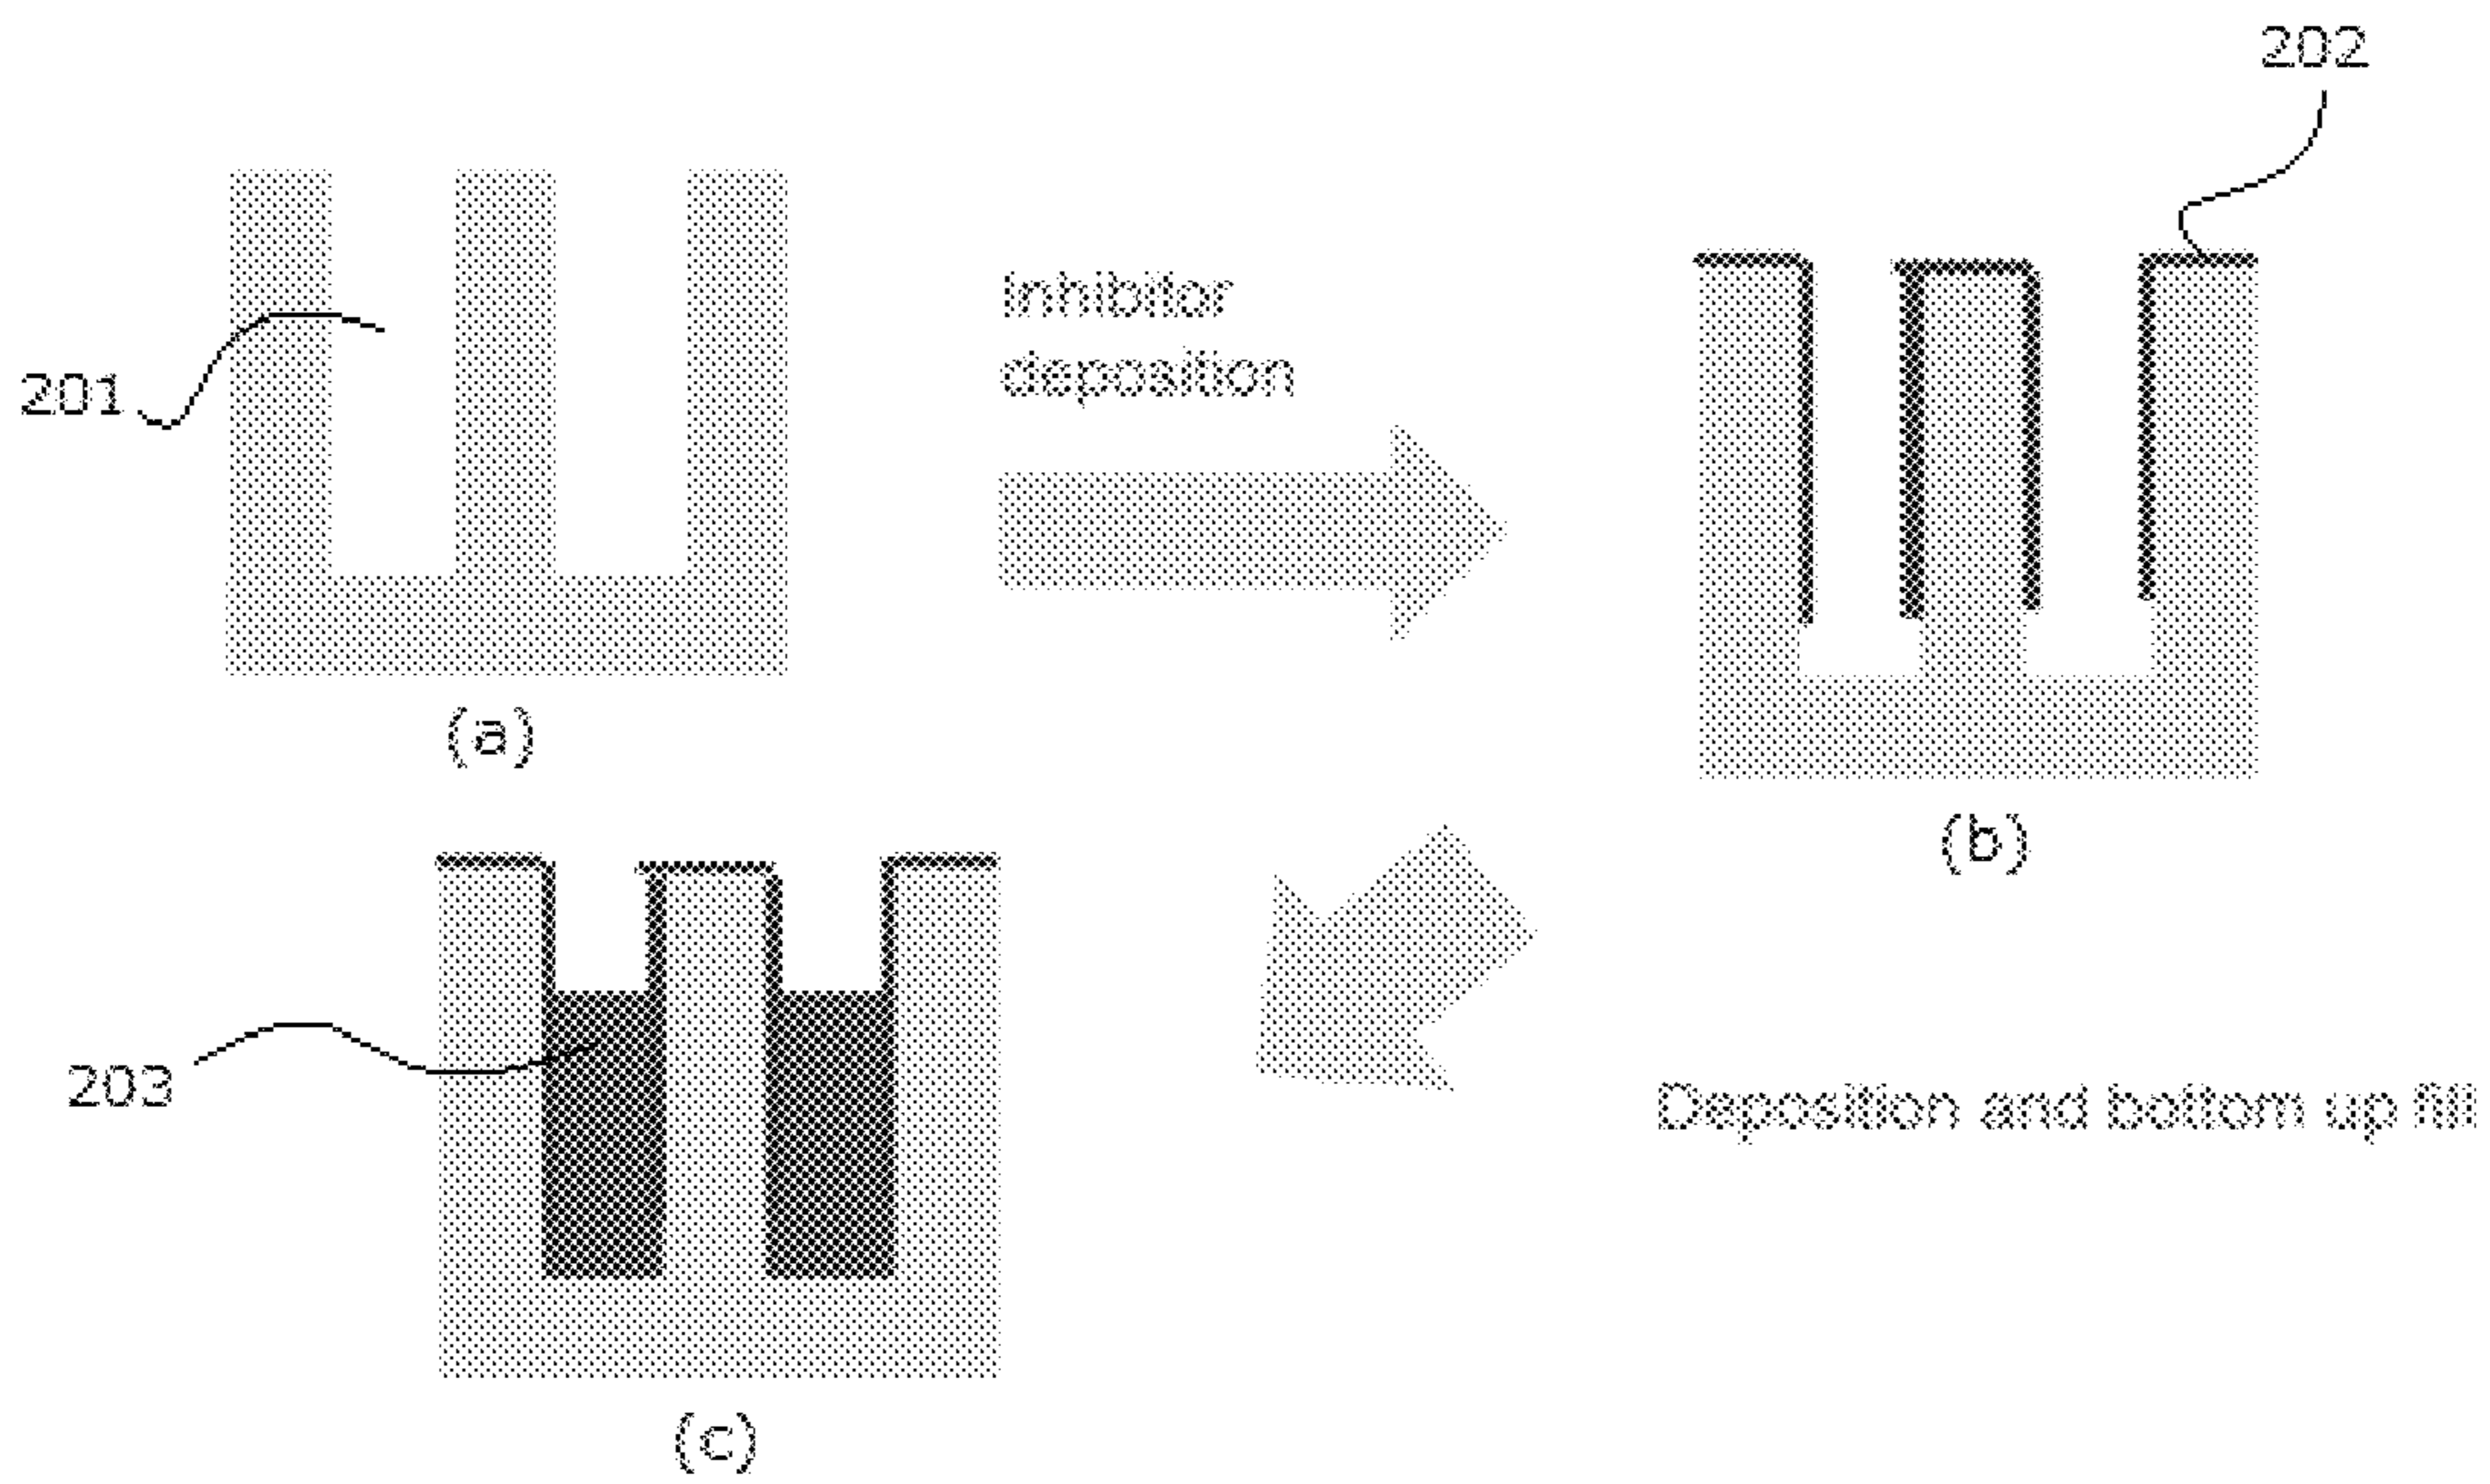 202
Inhibitor
deposition
201
(a)
(b)
203
Deposition and bottom up fill
(c)